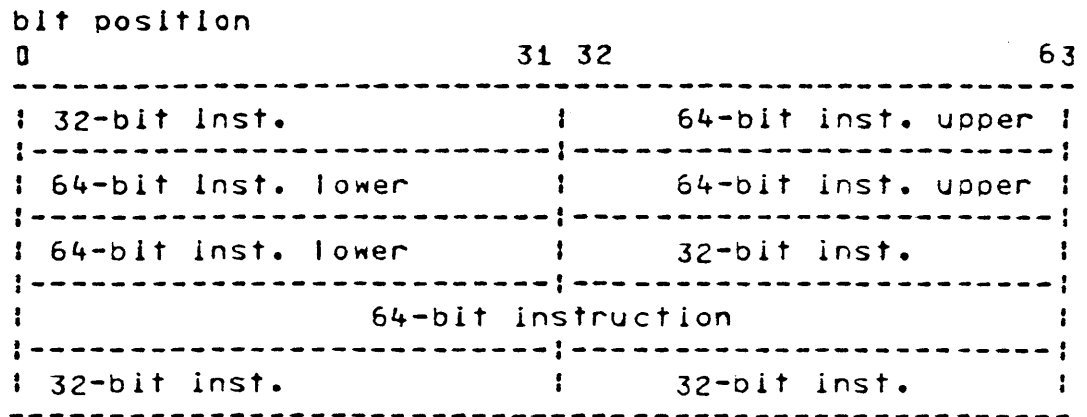 bit position
0 31 32 63
32-bit inst. 64-bit inst. upper
64-bit inst. lower 64-bit inst. upper
64-bit inst. lower 32-bit inst.
64-bit instruction
32-bit inst. 32-bit inst.